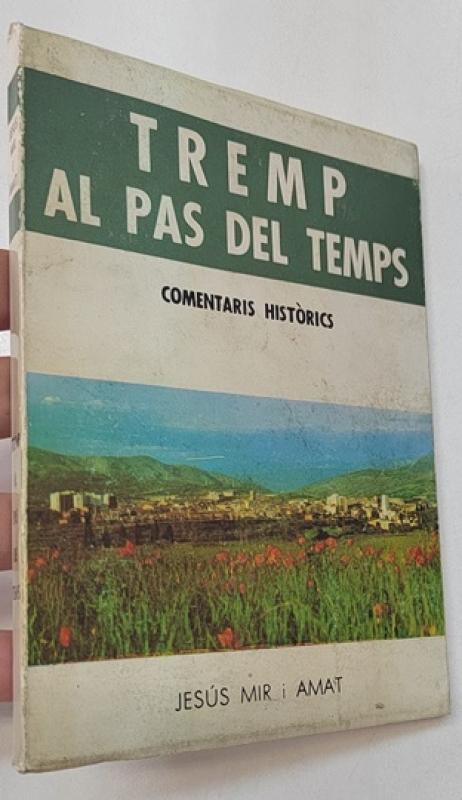 TREMP
AL PAS DEL TEMPS
COMENTARIS HISTÒRICS
JESÚS MIR i AMAT